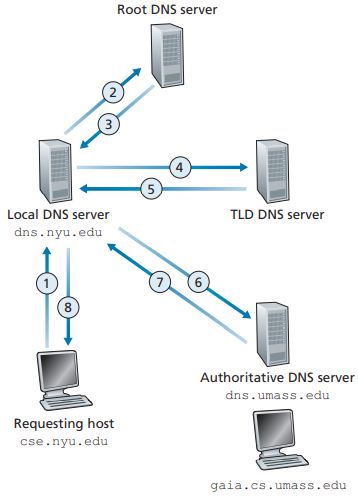 Root DNS server
2
3
4
5
Local DNS server
dns.nyu.edu
TLD DNS server
1
8
7
6
Requesting host
cse.nyu.edu
Authoritative DNS server
dns.umass.edu
gaia.cs.umass.edu